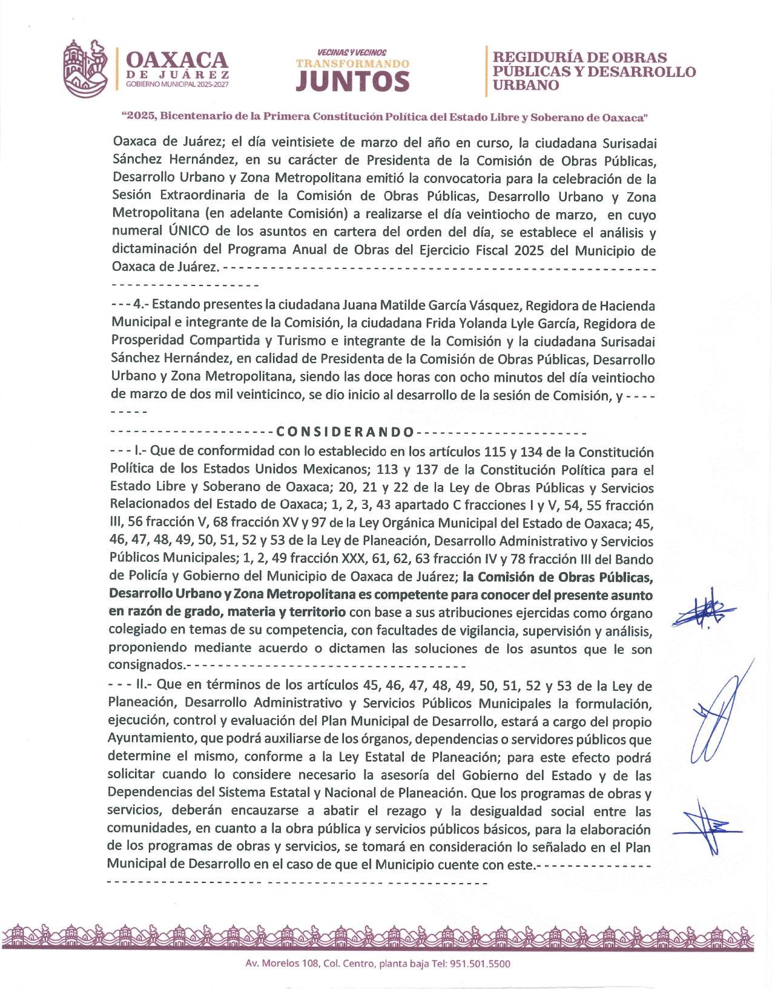 OAXACA
DE JUÁREZ
GOBIERNO MUNICIPAL 2025-2027
VECINAS Y VECINOS
TRANSFORMANDO
JUNTOS
REGIDURÍA DE OBRAS
PÚBLICAS Y DESARROLLO
URBANO
“2025, Bicentenario de la Primera Constitución Política del Estado Libre y Soberano de Oaxaca"
Oaxaca de Juárez; el día veintisiete de marzo del año en curso, la ciudadana Surisadai
Sánchez Hernández, en su carácter de Presidenta de la Comisión de Obras Públicas,
Desarrollo Urbano y Zona Metropolitana emitió la convocatoria para la celebración de la
Sesión Extraordinaria de la Comisión de Obras Públicas, Desarrollo Urbano y Zona
Metropolitana (en adelante Comisión) a realizarse el día veintiocho de marzo, en cuyo
numeral ÚNICO de los asuntos en cartera del orden del día, se establece el análisis y
dictaminación del Programa Anual de Obras del Ejercicio Fiscal 2025 del Municipio de
Oaxaca de Juárez. - - - - - - - - - - - - - - - - - - - - - - - - - - - - - - - - - - - - - - - - - - - - - - - - - - - - - - -
- - - - - - - - - - - - - - - - - - -
- - - 4.- Estando presentes la ciudadana Juana Matilde García Vásquez, Regidora de Hacienda
Municipal e integrante de la Comisión, la ciudadana Frida Yolanda Lyle García, Regidora de
Prosperidad Compartida y Turismo e integrante de la Comisión y la ciudadana Surisadai
Sánchez Hernández, en calidad de Presidenta de la Comisión de Obras Públicas, Desarrollo
Urbano y Zona Metropolitana, siendo las doce horas con ocho minutos del día veintiocho
de marzo de dos mil veinticinco, se dio inicio al desarrollo de la sesión de Comisión, y - - - -
- - - - -
- - - - - - - - - - - - - - - - - - - - - C O N S I D E R A N D O - - - - - - - - - - - - - - - - - - - - - -
- - - I.- Que de conformidad con lo establecido en los artículos 115 y 134 de la Constitución
Política de los Estados Unidos Mexicanos; 113 y 137 de la Constitución Política para el
Estado Libre y Soberano de Oaxaca; 20, 21 y 22 de la Ley de Obras Públicas y Servicios
Relacionados del Estado de Oaxaca; 1, 2, 3, 43 apartado C fracciones I y V, 54, 55 fracción
III, 56 fracción V, 68 fracción XV y 97 de la Ley Orgánica Municipal del Estado de Oaxaca; 45,
46, 47, 48, 49, 50, 51, 52 y 53 de la Ley de Planeación, Desarrollo Administrativo y Servicios
Públicos Municipales; 1, 2, 49 fracción XXX, 61, 62, 63 fracción IV y 78 fracción III del Bando
de Policía y Gobierno del Municipio de Oaxaca de Juárez; la Comisión de Obras Públicas,
Desarrollo Urbano y Zona Metropolitana es competente para conocer del presente asunto
en razón de grado, materia y territorio con base a sus atribuciones ejercidas como órgano
colegiado en temas de su competencia, con facultades de vigilancia, supervisión y análisis,
proponiendo mediante acuerdo o dictamen las soluciones de los asuntos que le son
consignados.- - - - - - - - - - - - - - - - - - - - - - - - - - - - - - - - - - - -
- - - II.- Que en términos de los artículos 45, 46, 47, 48, 49, 50, 51, 52 y 53 de la Ley de
Planeación, Desarrollo Administrativo y Servicios Públicos Municipales la formulación,
ejecución, control y evaluación del Plan Municipal de Desarrollo, estará a cargo del propio
Ayuntamiento, que podrá auxiliarse de los órganos, dependencias o servidores públicos que
determine el mismo, conforme a la Ley Estatal de Planeación; para este efecto podrá
solicitar cuando lo considere necesario la asesoría del Gobierno del Estado y de las
Dependencias del Sistema Estatal y Nacional de Planeación. Que los programas de obras y
servicios, deberán encauzarse a abatir el rezago y la desigualdad social entre las
comunidades, en cuanto a la obra pública y servicios públicos básicos, para la elaboración
de los programas de obras y servicios, se tomará en consideración lo señalado en el Plan
Municipal de Desarrollo en el caso de que el Municipio cuente con este.- - - - - - - - - - - - - - -
- - - - - - - - - - - - - - - - - - - - - - - - - - - - - - - - - - - - - - - - - - - - - - - -
Av. Morelos 108, Col. Centro, planta baja Tel: 951.501.5500